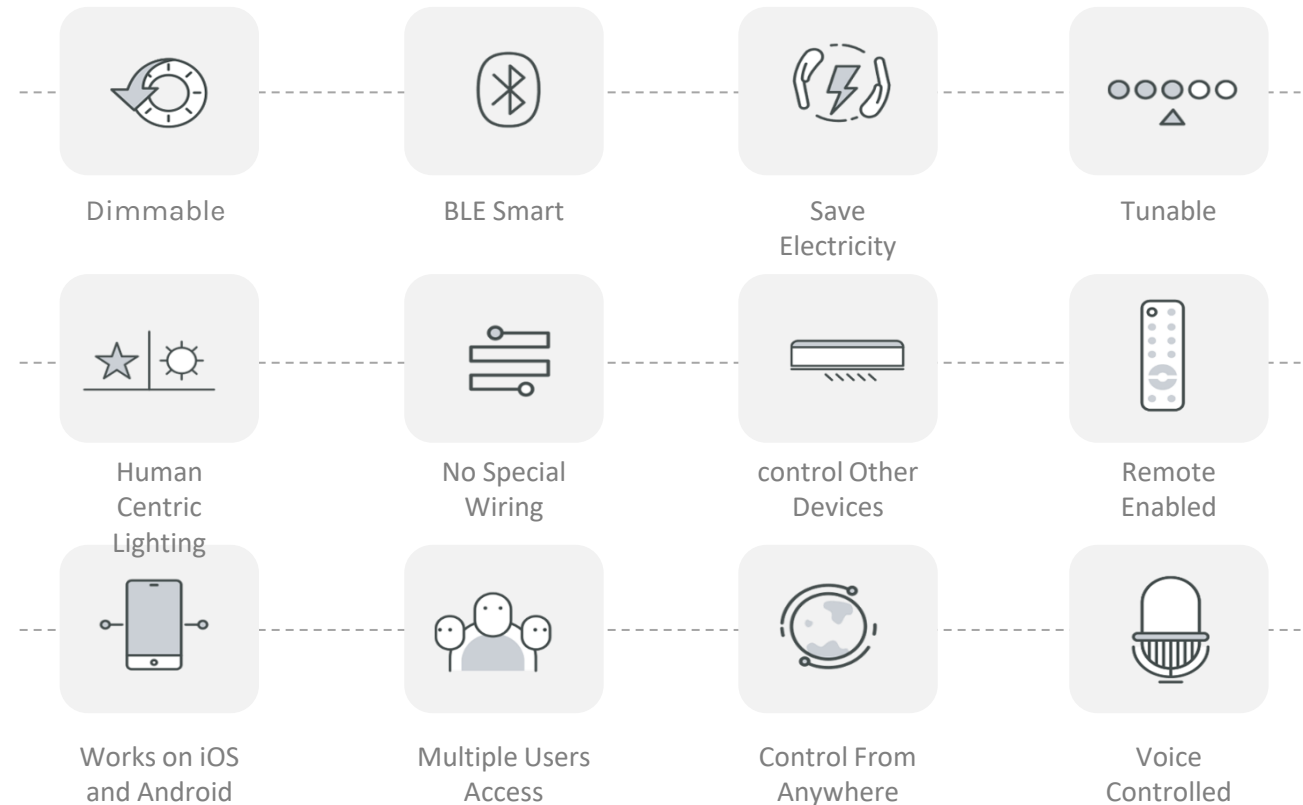 Dimmable
BLE Smart
Save
Electricity
Tunable
Human
Centric
Lighting
No Special
Wiring
control Other
Devices
Remote
Enabled
Works on iOS
and Android
Multiple Users
Access
Control From
Anywhere
Voice
Controlled